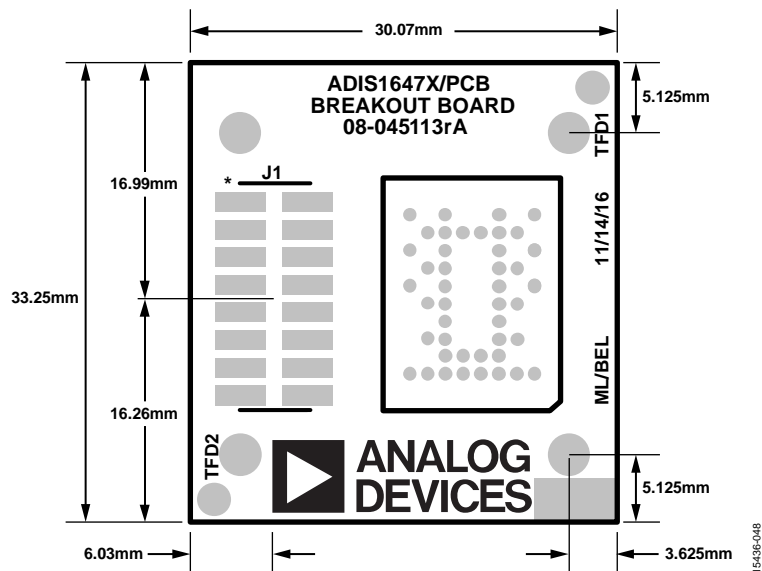 30.07mm
ADIS1647X/PCB
BREAKOUT BOARD
08-045113rA
5.125mm
TFD1
16.99mm
* J1
11/14/16
33.25mm
ML/BEL
16.26mm
TFD2
ANALOG
DEVICES
5.125mm
6.03mm
3.625mm
15436-048